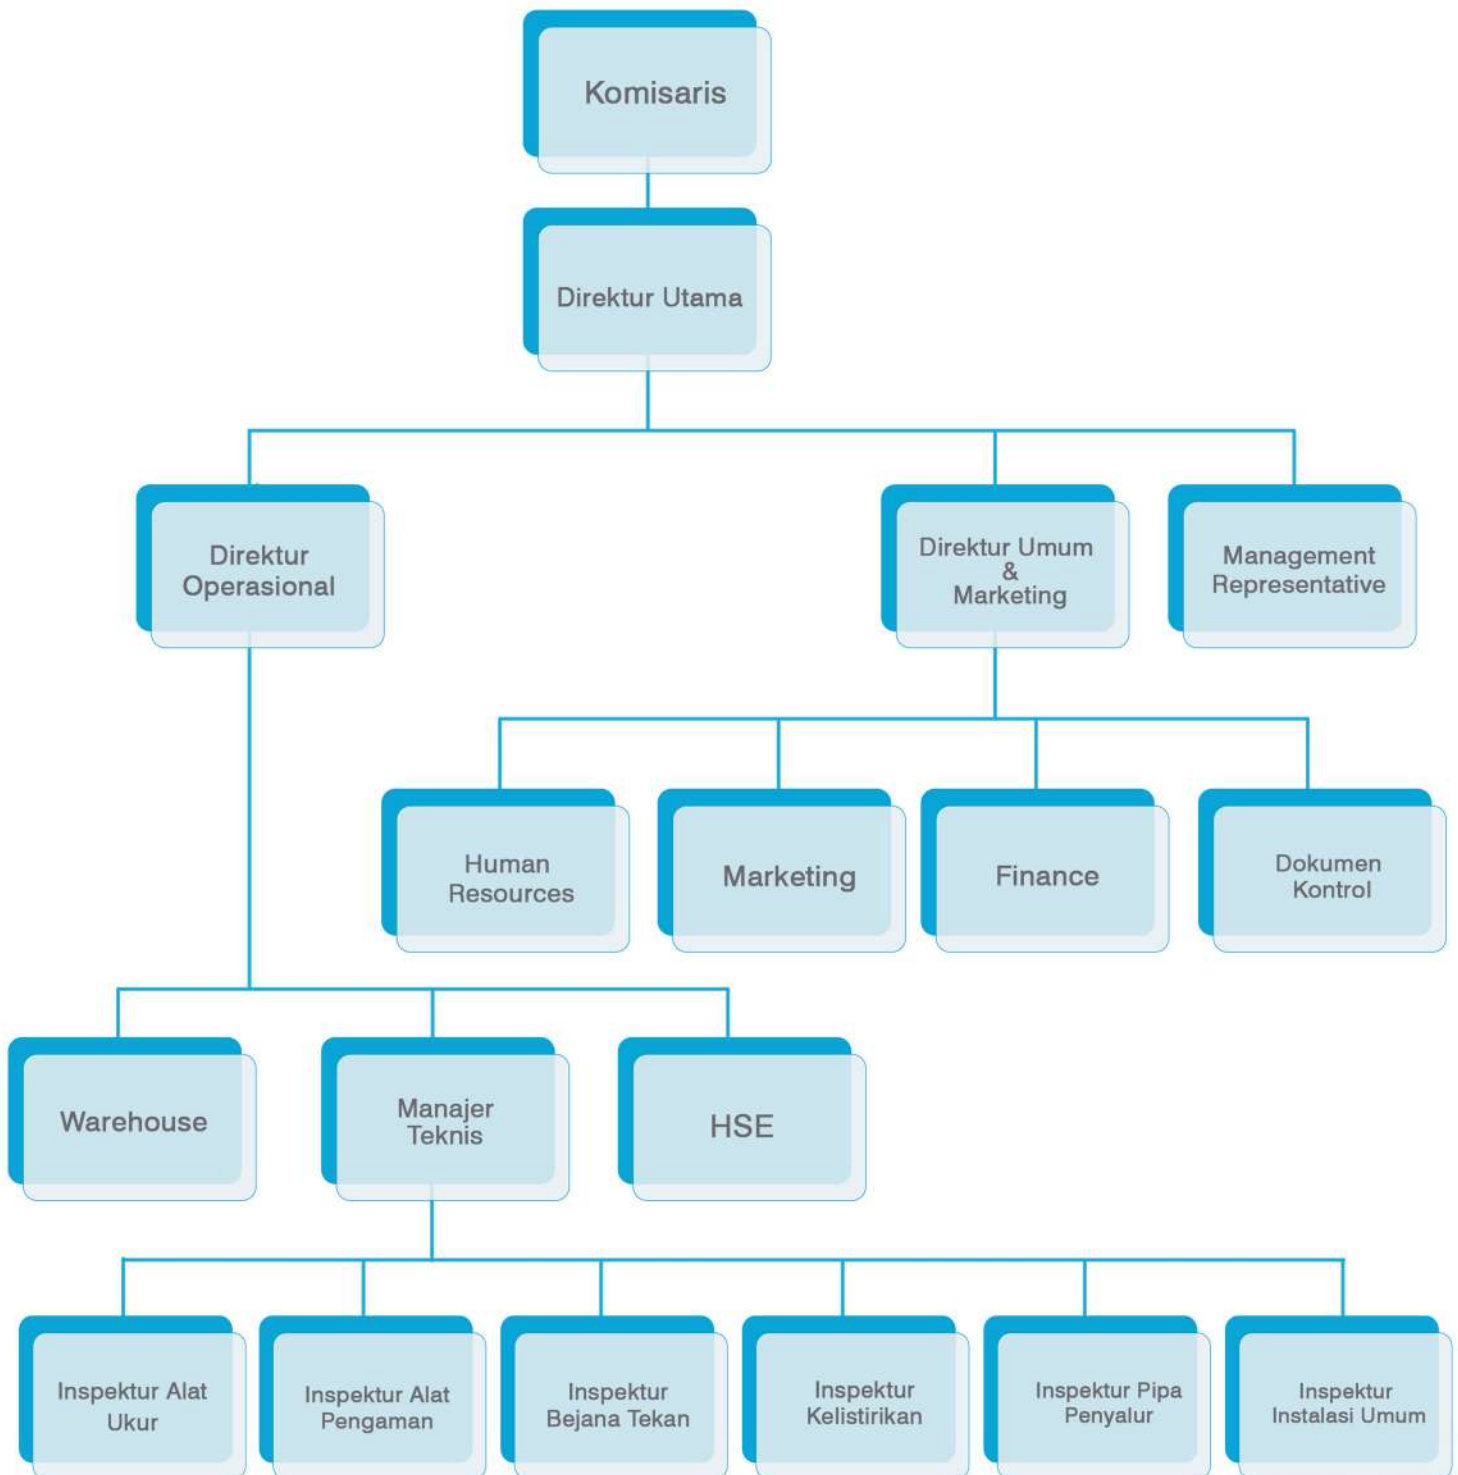 Komisaris
Direktur Utama
Direktur
Operasional
Direktur Umum
&
Marketing
Management
Representative
Human
Resources
Marketing
Finance
Dokumen
Kontrol
Warehouse
Manajer
Teknis
HSE
Inspektur Alat
Ukur
Inspektur Alat
Pengaman
Inspektur
Bejana Tekan
Inspektur
Kelistirikan
Inspektur Pipa
Penyalur
Inspektur
Instalasi Umum